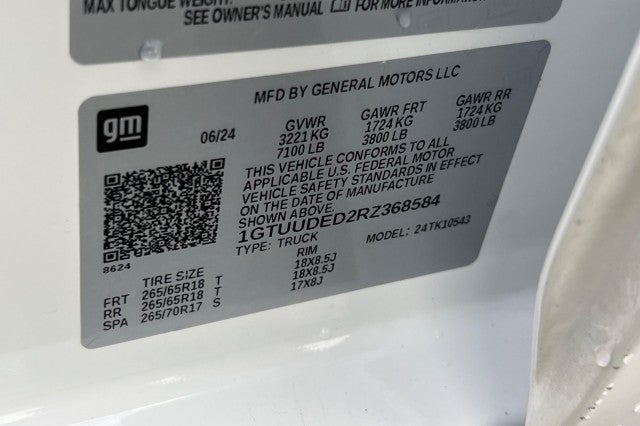 MAX TONGUE WEIGHT:
SEE OWNER'S MANUAL FOR MORE INFORMATION
MFD BY GENERAL MOTORS LLC
gm
06/24
GVWR GAWR FRT GAWR RR
3221 KG 1724 KG 1724 KG
7100 LB 3800 LB 3800 LB
THIS VEHICLE CONFORMS TO ALL
APPLICABLE U.S. FEDERAL MOTOR
VEHICLE SAFETY STANDARDS IN EFFECT
ON THE DATE OF MANUFACTURE
SHOWN ABOVE.
1GTUUDED2RZ368584
TYPE: TRUCK MODEL: 24TK10543
8624
TIRE SIZE RIM
FRT 265/65R18 T 18X8.5J
RR 265/65R18 T 18X8.5J
SPA 265/70R17 S 17X8J